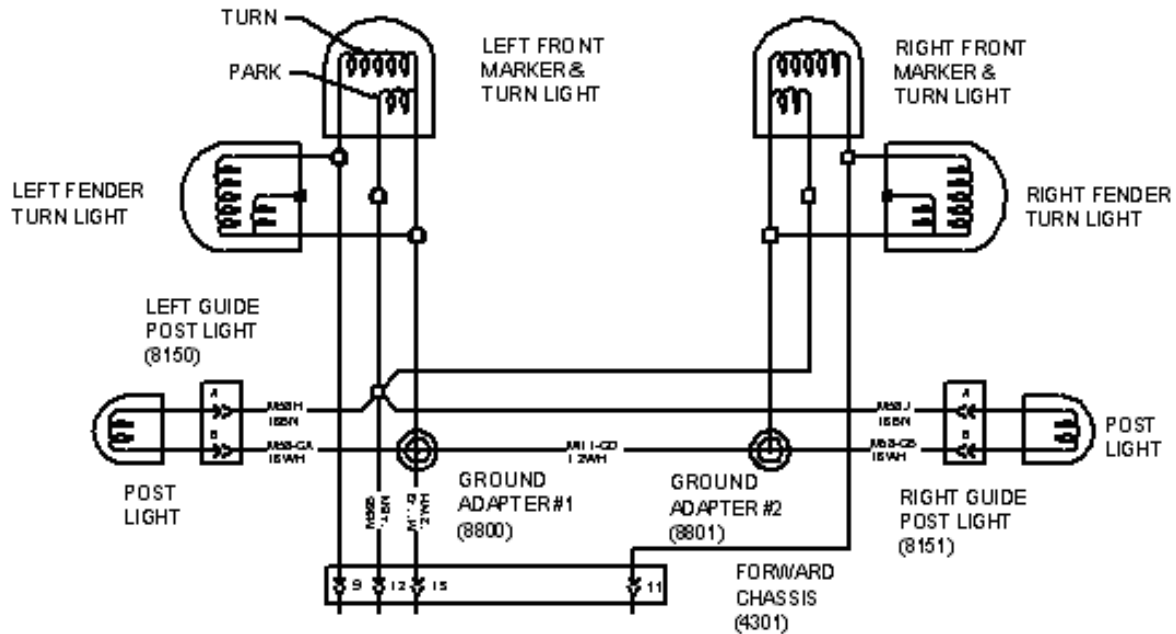 TURN
PARK
LEFT FRONT
MARKER &
TURN LIGHT
RIGHT FRONT
MARKER &
TURN LIGHT
LEFT FENDER
TURN LIGHT
RIGHT FENDER
TURN LIGHT
LEFT GUIDE
POST LIGHT
(8150)
A
B
A
B
POST
LIGHT
GROUND
ADAPTER #1
(8800)
GROUND
ADAPTER #2
(8801)
RIGHT GUIDE
POST LIGHT
(8151)
POST
LIGHT
9
12
15
11
FORWARD
CHASSIS
(4301)